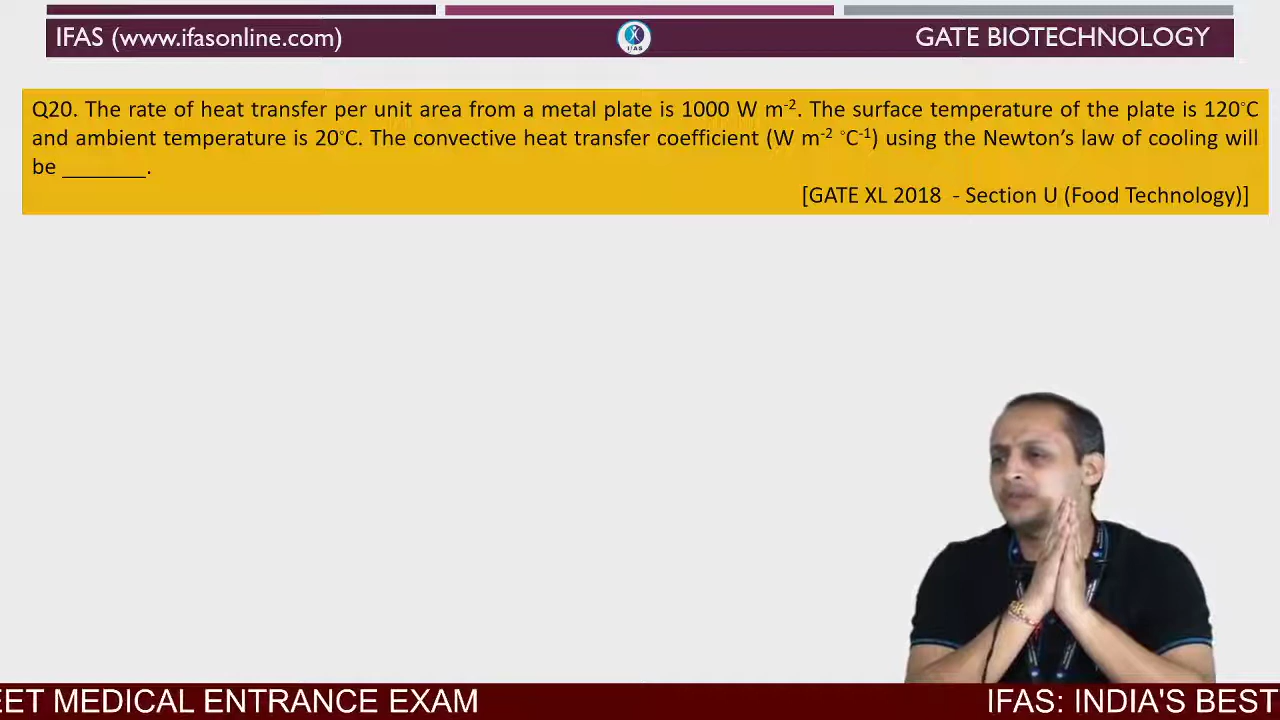 IFAS (www.ifasonline.com)
IFAS
GATE BIOTECHNOLOGY
Q20. The rate of heat transfer per unit area from a metal plate is 1000 W m⁻². The surface temperature of the plate is 120°C
and ambient temperature is 20°C. The convective heat transfer coefficient (W m⁻² °C⁻¹) using the Newton's law of cooling will
be ________.
[GATE XL 2018 - Section U (Food Technology)]
EET MEDICAL ENTRANCE EXAM
IFAS: INDIA'S BEST